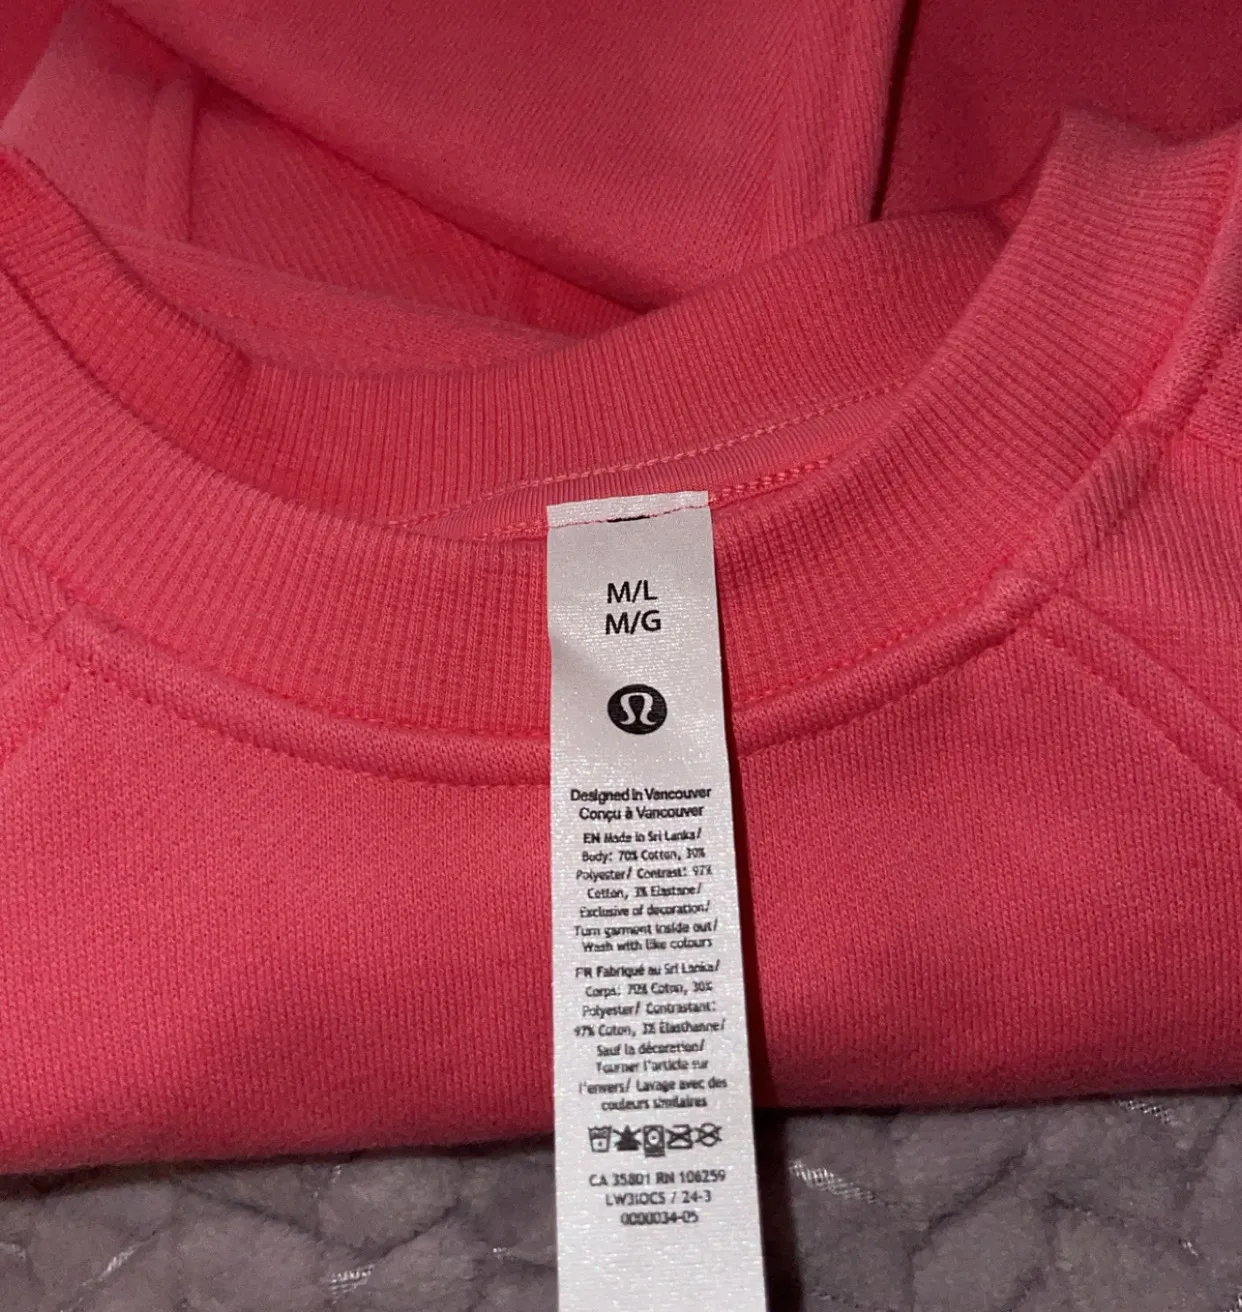 M/L
M/G
Designed in Vancouver
Conçu à Vancouver
EN Made in Sri Lanka/
Body: 70% Cotton, 30%
Polyester/ Contrast: 97%
Cotton, 3% Elastane/
Exclusive of decoration/
Turn garment inside out/
Wash with like colours
FR Fabriqué au Sri Lanka/
Corps: 70% Coton, 30%
Polyester/ Contrastant:
97% Coton, 3% Élasthanne/
Sauf la décoration/
Tourner l'article sur
l'envers/ Lavage avec des
couleurs similaires
CA 35801 RN 106259
LW3IOCS / 24-3
0000034-05